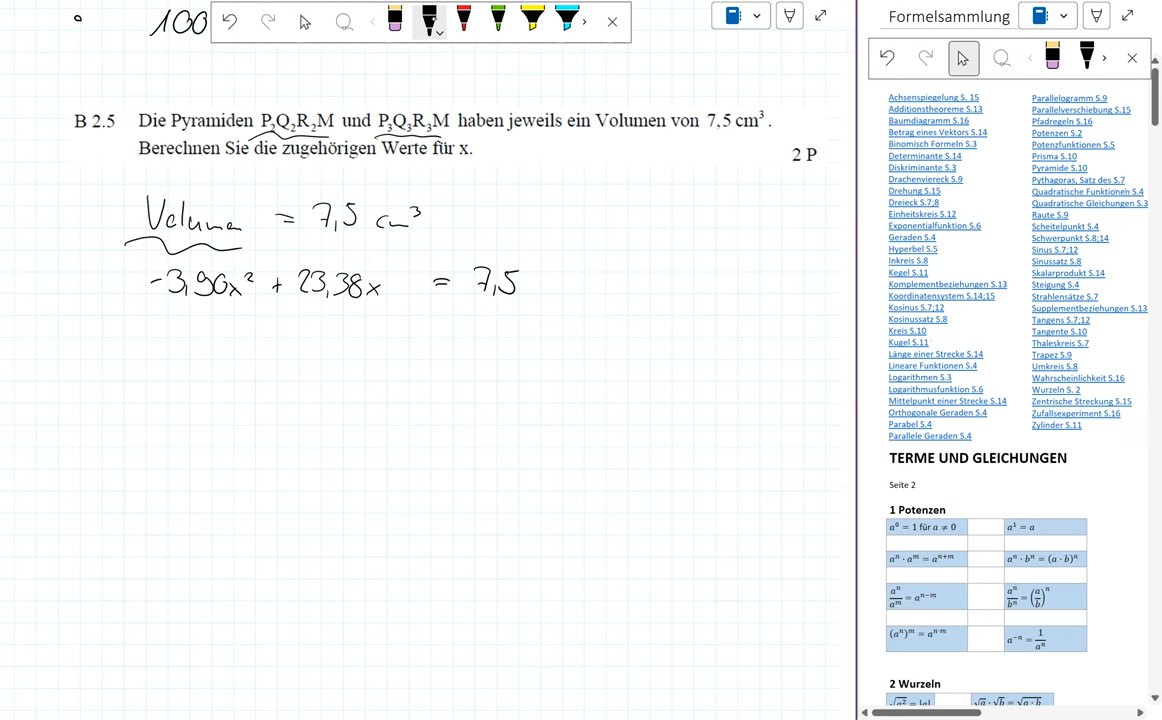 100
Formelsammlung
B 2.5 Die Pyramiden P₂Q₂R₂M und P₃Q₃R₃M haben jeweils ein Volumen von 7,5 cm³.
Berechnen Sie die zugehörigen Werte für x.
2 P
Volumen = 7,5 cm³
-3,90x² + 23,38x = 7,5
Achsenspiegelung S. 15
Additionstheoreme S.13
Baumdiagramm S.16
Betrag eines Vektors S.14
Binomisch Formeln S.3
Determinante S.14
Diskriminante S.3
Drachenviereck S.9
Drehung S.15
Dreieck S.7;8
Einheitskreis S.12
Exponentialfunktion S.6
Geraden S.4
Hyperbel S.5
Inkreis S.8
Kegel S.11
Komplementbeziehungen S.13
Koordinatensystem S.14;15
Kosinus S.7;12
Kosinussatz S.8
Kreis S.10
Kugel S.11
Länge einer Strecke S.14
Lineare Funktionen S.4
Logarithmen S.3
Logarithmusfunktion S.6
Mittelpunkt einer Strecke S.14
Orthogonale Geraden S.4
Parabel S.4
Parallele Geraden S.4
Parallelogramm S.9
Parallelverschiebung S.15
Pfadregeln S.16
Potenzen S.2
Potenzfunktionen S.5
Prisma S.10
Pyramide S.10
Pythagoras, Satz des S.7
Quadratische Funktionen S.4
Quadratische Gleichungen S.3
Raute S.9
Scheitelpunkt S.4
Schwerpunkt S.8;14
Sinus S.7;12
Sinussatz S.8
Skalarprodukt S.14
Steigung S.4
Strahlensätze S.7
Supplementbeziehungen S.13
Tangens S.7;12
Tangente S.10
Thaleskreis S.7
Trapez S.9
Umkreis S.8
Wahrscheinlichkeit S.16
Wurzeln S. 2
Zentrische Streckung S.15
Zufallsexperiment S.16
Zylinder S.11
TERME UND GLEICHUNGEN
Seite 2
1 Potenzen
a⁰ = 1 für a ≠ 0
a¹ = a
aⁿ · aᵐ = aⁿ⁺ᵐ
aⁿ · bⁿ = (a · b)ⁿ
aⁿ/aᵐ = aⁿ⁻ᵐ
aⁿ/bⁿ = (a/b)ⁿ
(aⁿ)ᵐ = aⁿ·ᵐ
a⁻ⁿ = 1/aⁿ
2 Wurzeln
√a² = |a|
√a · √b = √a · b